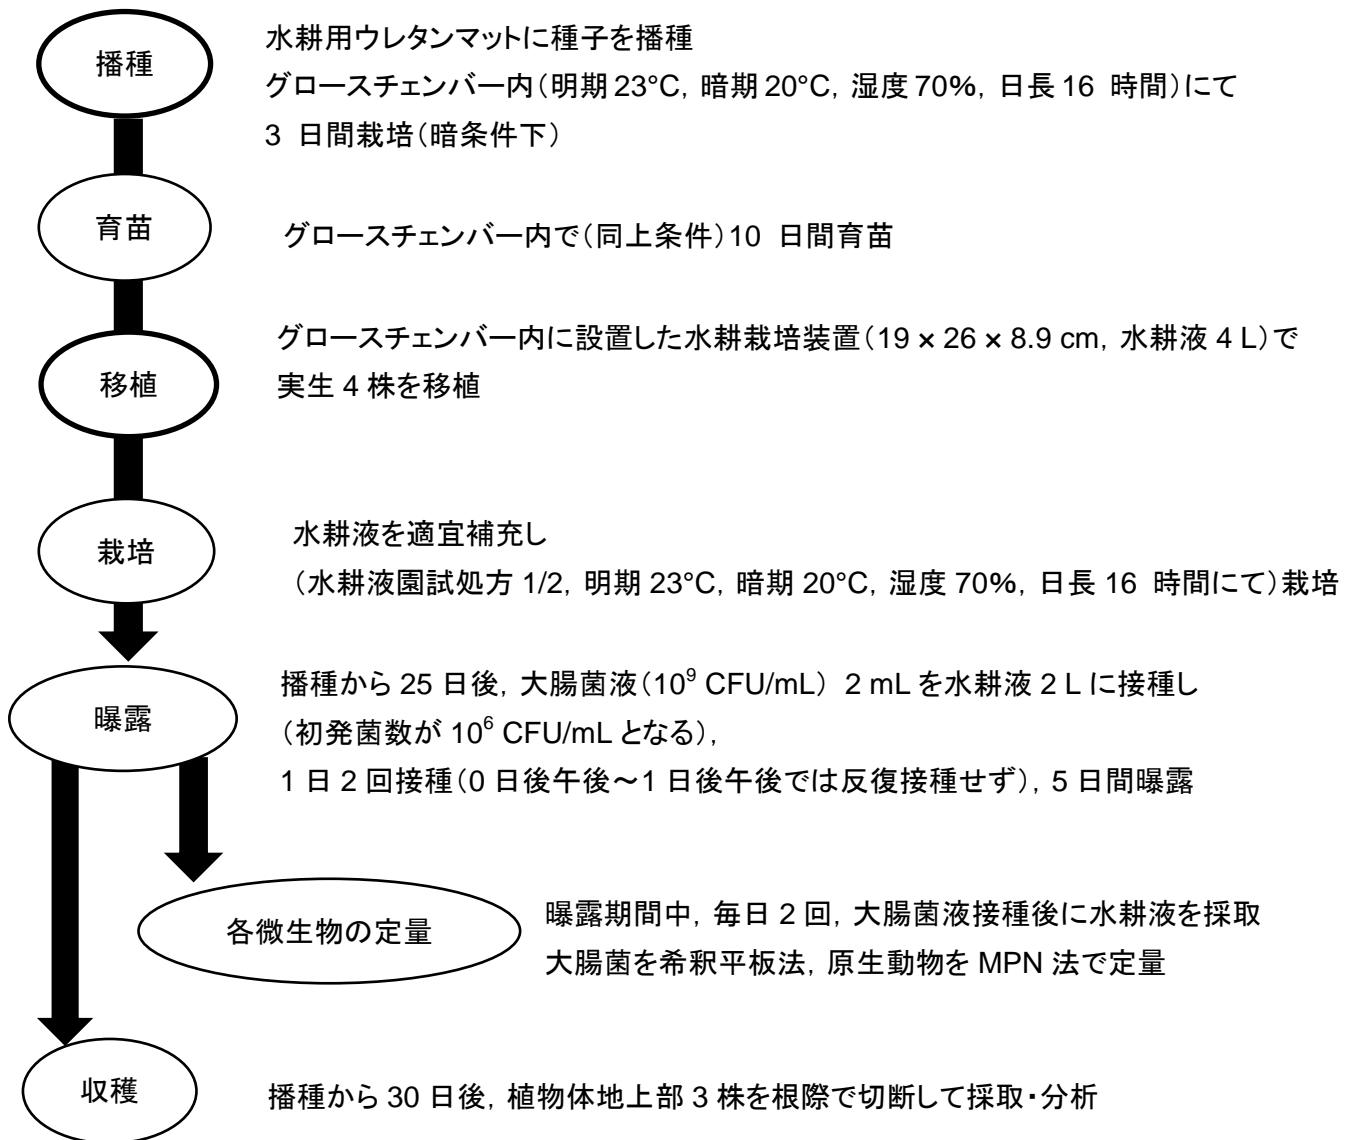 播種
水耕用ウレタンマットに種子を播種
グロースチェンバー内(明期 23°C, 暗期 20°C, 湿度 70%, 日長 16 時間)にて
3 日間栽培(暗条件下)
育苗
グロースチェンバー内で(同上条件)10 日間育苗
移植
グロースチェンバー内に設置した水耕栽培装置(19 × 26 × 8.9 cm, 水耕液 4 L)で
実生 4 株を移植
栽培
水耕液を適宜補充し
(水耕液園試処方 1/2, 明期 23°C, 暗期 20°C, 湿度 70%, 日長 16 時間にて)栽培
曝露
播種から 25 日後, 大腸菌液(10⁹ CFU/mL) 2 mL を水耕液 2 L に接種し
(初発菌数が 10⁶ CFU/mL となる),
1 日 2 回接種(0 日後午後~1 日後午後では反復接種せず), 5 日間曝露
各微生物の定量
曝露期間中, 毎日 2 回, 大腸菌液接種後に水耕液を採取
大腸菌を希釈平板法, 原生動物を MPN 法で定量
収穫
播種から 30 日後, 植物体地上部 3 株を根際で切断して採取・分析